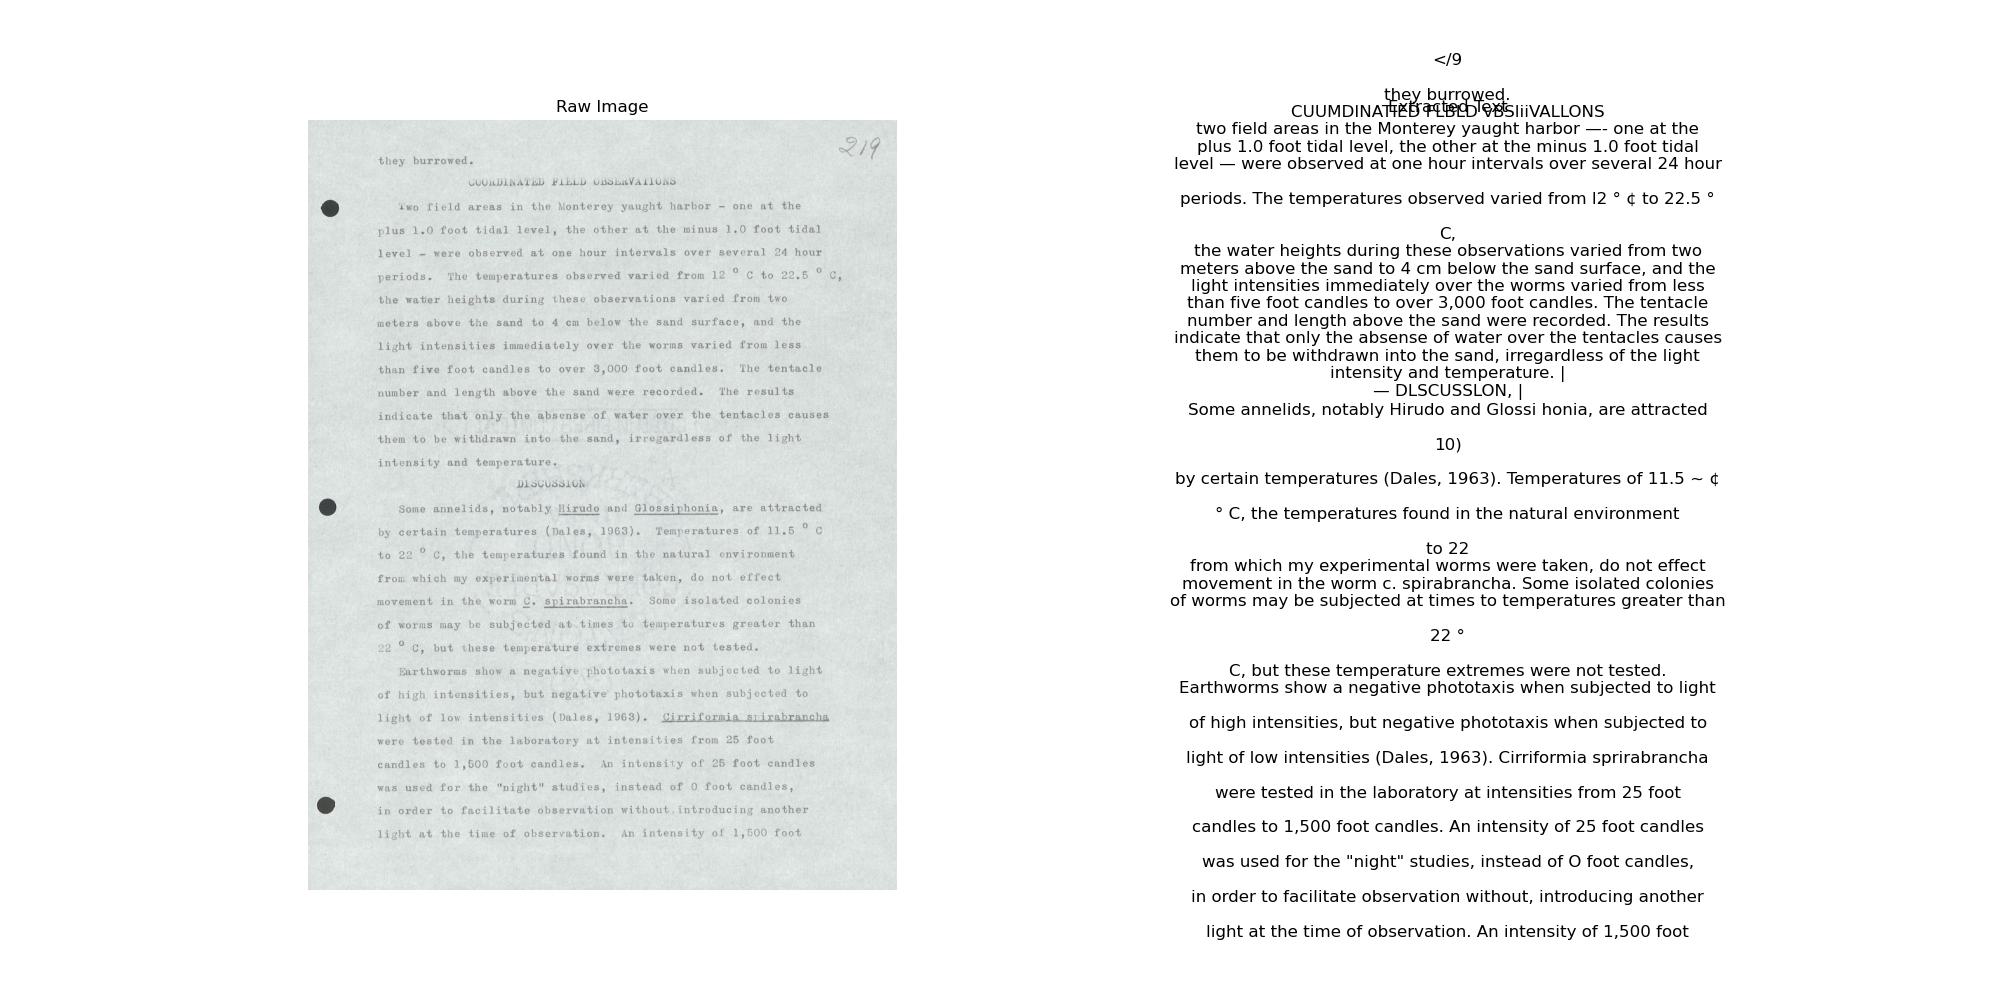 Raw Image
219
they burrowed.
COORDINATED FIELD OBSERVATIONS
Two field areas in the Monterey yaught harbor - one at the
plus 1.0 foot tidal level, the other at the minus 1.0 foot tidal
level - were observed at one hour intervals over several 24 hour
periods. The temperatures observed varied from 12 ° C to 22.5 ° C,
the water heights during these observations varied from two
meters above the sand to 4 cm below the sand surface, and the
light intensities immediately over the worms varied from less
than five foot candles to over 3,000 foot candles. The tentacle
number and length above the sand were recorded. The results
indicate that only the absense of water over the tentacles causes
them to be withdrawn into the sand, irregardless of the light
intensity and temperature.
DISCUSSION
Some annelids, notably Hirudo and Glossiphonia, are attracted
by certain temperatures (Dales, 1963). Temperatures of 11.5 ° C
to 22 ° C, the temperatures found in the natural environment
from which my experimental worms were taken, do not effect
movement in the worm C. spirabrancha. Some isolated colonies
of worms may be subjected at times to temperatures greater than
22 ° C, but these temperature extremes were not tested.
Earthworms show a negative phototaxis when subjected to light
of high intensities, but negative phototaxis when subjected to
light of low intensities (Dales, 1963). Cirriformia spirabrancha
were tested in the laboratory at intensities from 25 foot
candles to 1,500 foot candles. An intensity of 25 foot candles
was used for the "night" studies, instead of O foot candles,
in order to facilitate observation without introducing another
light at the time of observation. An intensity of 1,500 foot
</9
they burrowed.
Extracted Text
CUUMDINATIED FLBLD VBSIiiVALLONS
two field areas in the Monterey yaught harbor —- one at the
plus 1.0 foot tidal level, the other at the minus 1.0 foot tidal
level — were observed at one hour intervals over several 24 hour
periods. The temperatures observed varied from l2 ° ¢ to 22.5 °
C,
the water heights during these observations varied from two
meters above the sand to 4 cm below the sand surface, and the
light intensities immediately over the worms varied from less
than five foot candles to over 3,000 foot candles. The tentacle
number and length above the sand were recorded. The results
indicate that only the absense of water over the tentacles causes
them to be withdrawn into the sand, irregardless of the light
intensity and temperature. |
— DLSCUSSLON, |
Some annelids, notably Hirudo and Glossi honia, are attracted
10)
by certain temperatures (Dales, 1963). Temperatures of 11.5 ~ ¢
° C, the temperatures found in the natural environment
to 22
from which my experimental worms were taken, do not effect
movement in the worm c. spirabrancha. Some isolated colonies
of worms may be subjected at times to temperatures greater than
22 °
C, but these temperature extremes were not tested.
Earthworms show a negative phototaxis when subjected to light
of high intensities, but negative phototaxis when subjected to
light of low intensities (Dales, 1963). Cirriformia sprirabrancha
were tested in the laboratory at intensities from 25 foot
candles to 1,500 foot candles. An intensity of 25 foot candles
was used for the "night" studies, instead of O foot candles,
in order to facilitate observation without, introducing another
light at the time of observation. An intensity of 1,500 foot